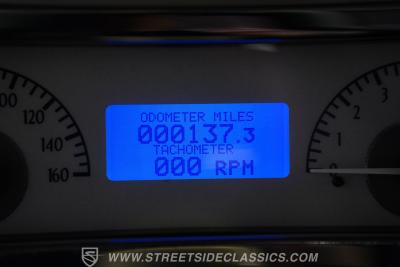 ODOMETER MILES
000137.3
TACHOMETER
000 RPM
100
120
140
160
0
1
2
3
WWW.STREETSIDECLASSICS.COM